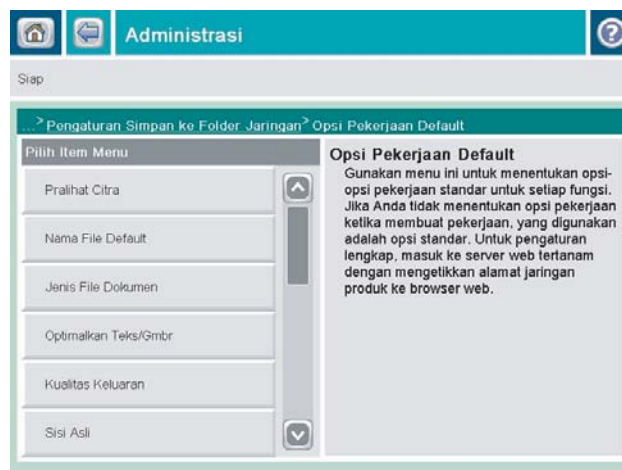 Administrasi
Siap
...> Pengaturan Simpan ke Folder Jaringan> Opsi Pekerjaan Default
Pilih Item Menu
Pralihat Citra
Nama File Default
Jenis File Dokumen
Optimalkan Teks/Gmbr
Kualitas Keluaran
Sisi Asli
Opsi Pekerjaan Default
Gunakan menu ini untuk menentukan opsi-
opsi pekerjaan standar untuk setiap fungsi.
Jika Anda tidak menentukan opsi pekerjaan
ketika membuat pekerjaan, yang digunakan
adalah opsi standar. Untuk pengaturan
lengkap, masuk ke server web tertanam
dengan mengetikkan alamat jaringan
produk ke browser web.